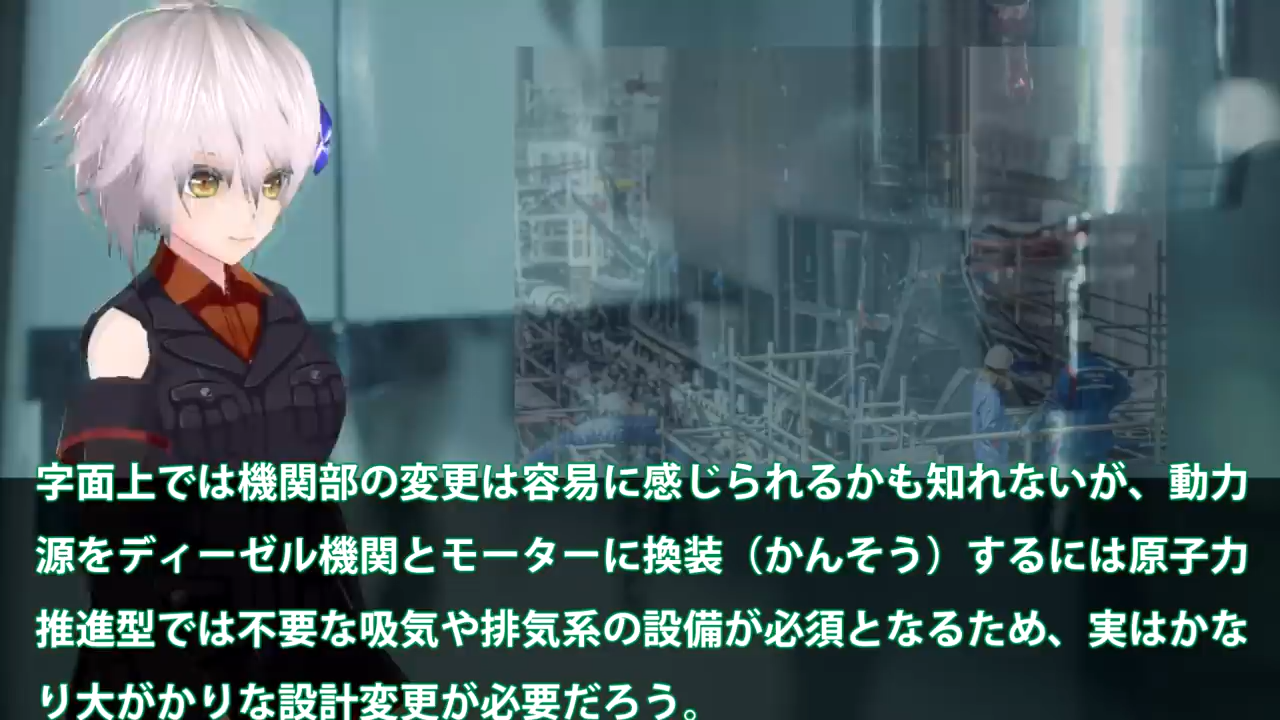 字面上では機関部の変更は容易に感じられるかも知れないが、動力
源をディーゼル機関とモーターに換装（かんそう）するには原子力
推進型では不要な吸気や排気系の設備が必須となるため、実はかな
り大がかりな設計変更が必要だろう。